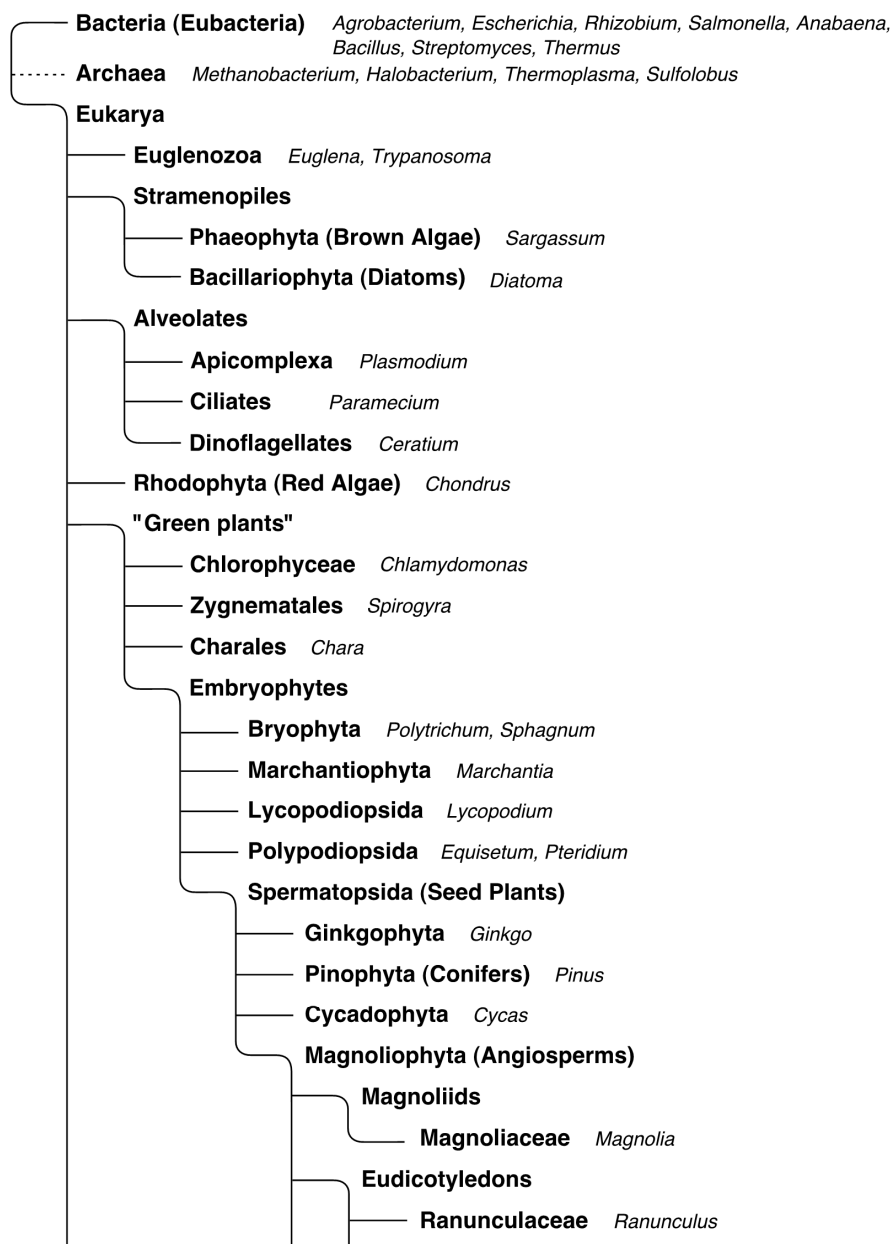 Bacteria (Eubacteria) Agrobacterium, Escherichia, Rhizobium, Salmonella, Anabaena,
Bacillus, Streptomyces, Thermus
Archaea Methanobacterium, Halobacterium, Thermoplasma, Sulfolobus
Eukarya
Euglenozoa Euglena, Trypanosoma
Stramenopiles
Phaeophyta (Brown Algae) Sargassum
Bacillariophyta (Diatoms) Diatoma
Alveolates
Apicomplexa Plasmodium
Ciliates Paramecium
Dinoflagellates Ceratium
Rhodophyta (Red Algae) Chondrus
"Green plants"
Chlorophyceae Chlamydomonas
Zygnematales Spirogyra
Charales Chara
Embryophytes
Bryophyta Polytrichum, Sphagnum
Marchantiophyta Marchantia
Lycopodiopsida Lycopodium
Polypodiopsida Equisetum, Pteridium
Spermatopsida (Seed Plants)
Ginkgophyta Ginkgo
Pinophyta (Conifers) Pinus
Cycadophyta Cycas
Magnoliophyta (Angiosperms)
Magnoliids
Magnoliaceae Magnolia
Eudicotyledons
Ranunculaceae Ranunculus